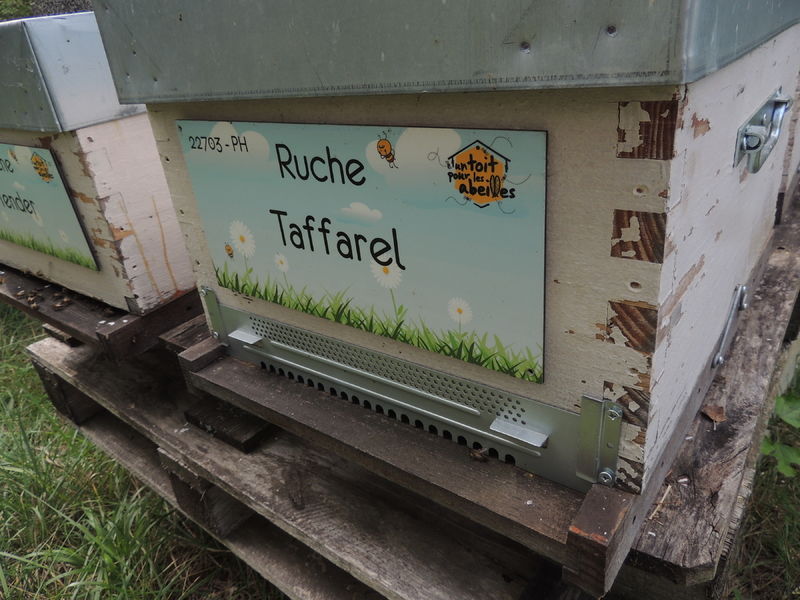 22703-PH
Ruche
Taffarel
un toit
pour les
abeilles